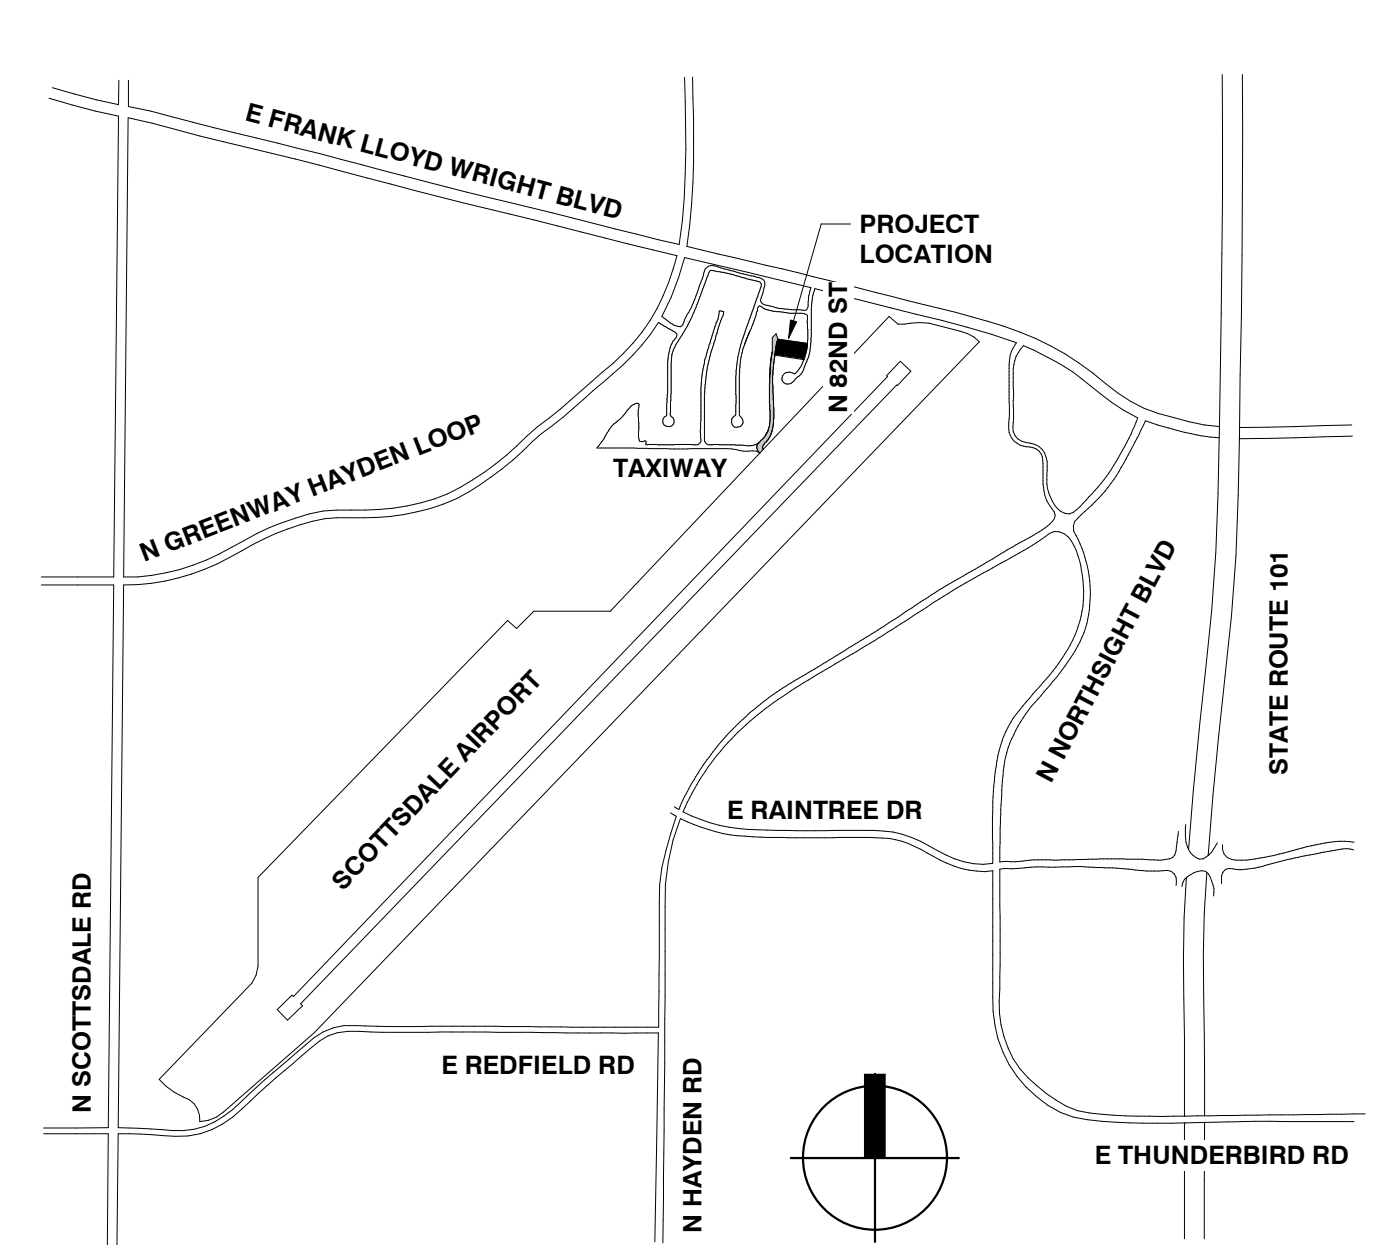 E FRANK LLOYD WRIGHT BLVD
PROJECT
LOCATION
N 82ND ST
N GREENWAY HAYDEN LOOP
TAXIWAY
N NORTHSIGHT BLVD
STATE ROUTE 101
SCOTTSDALE AIRPORT
E RAINTREE DR
N SCOTTSDALE RD
E REDFIELD RD
N HAYDEN RD
E THUNDERBIRD RD